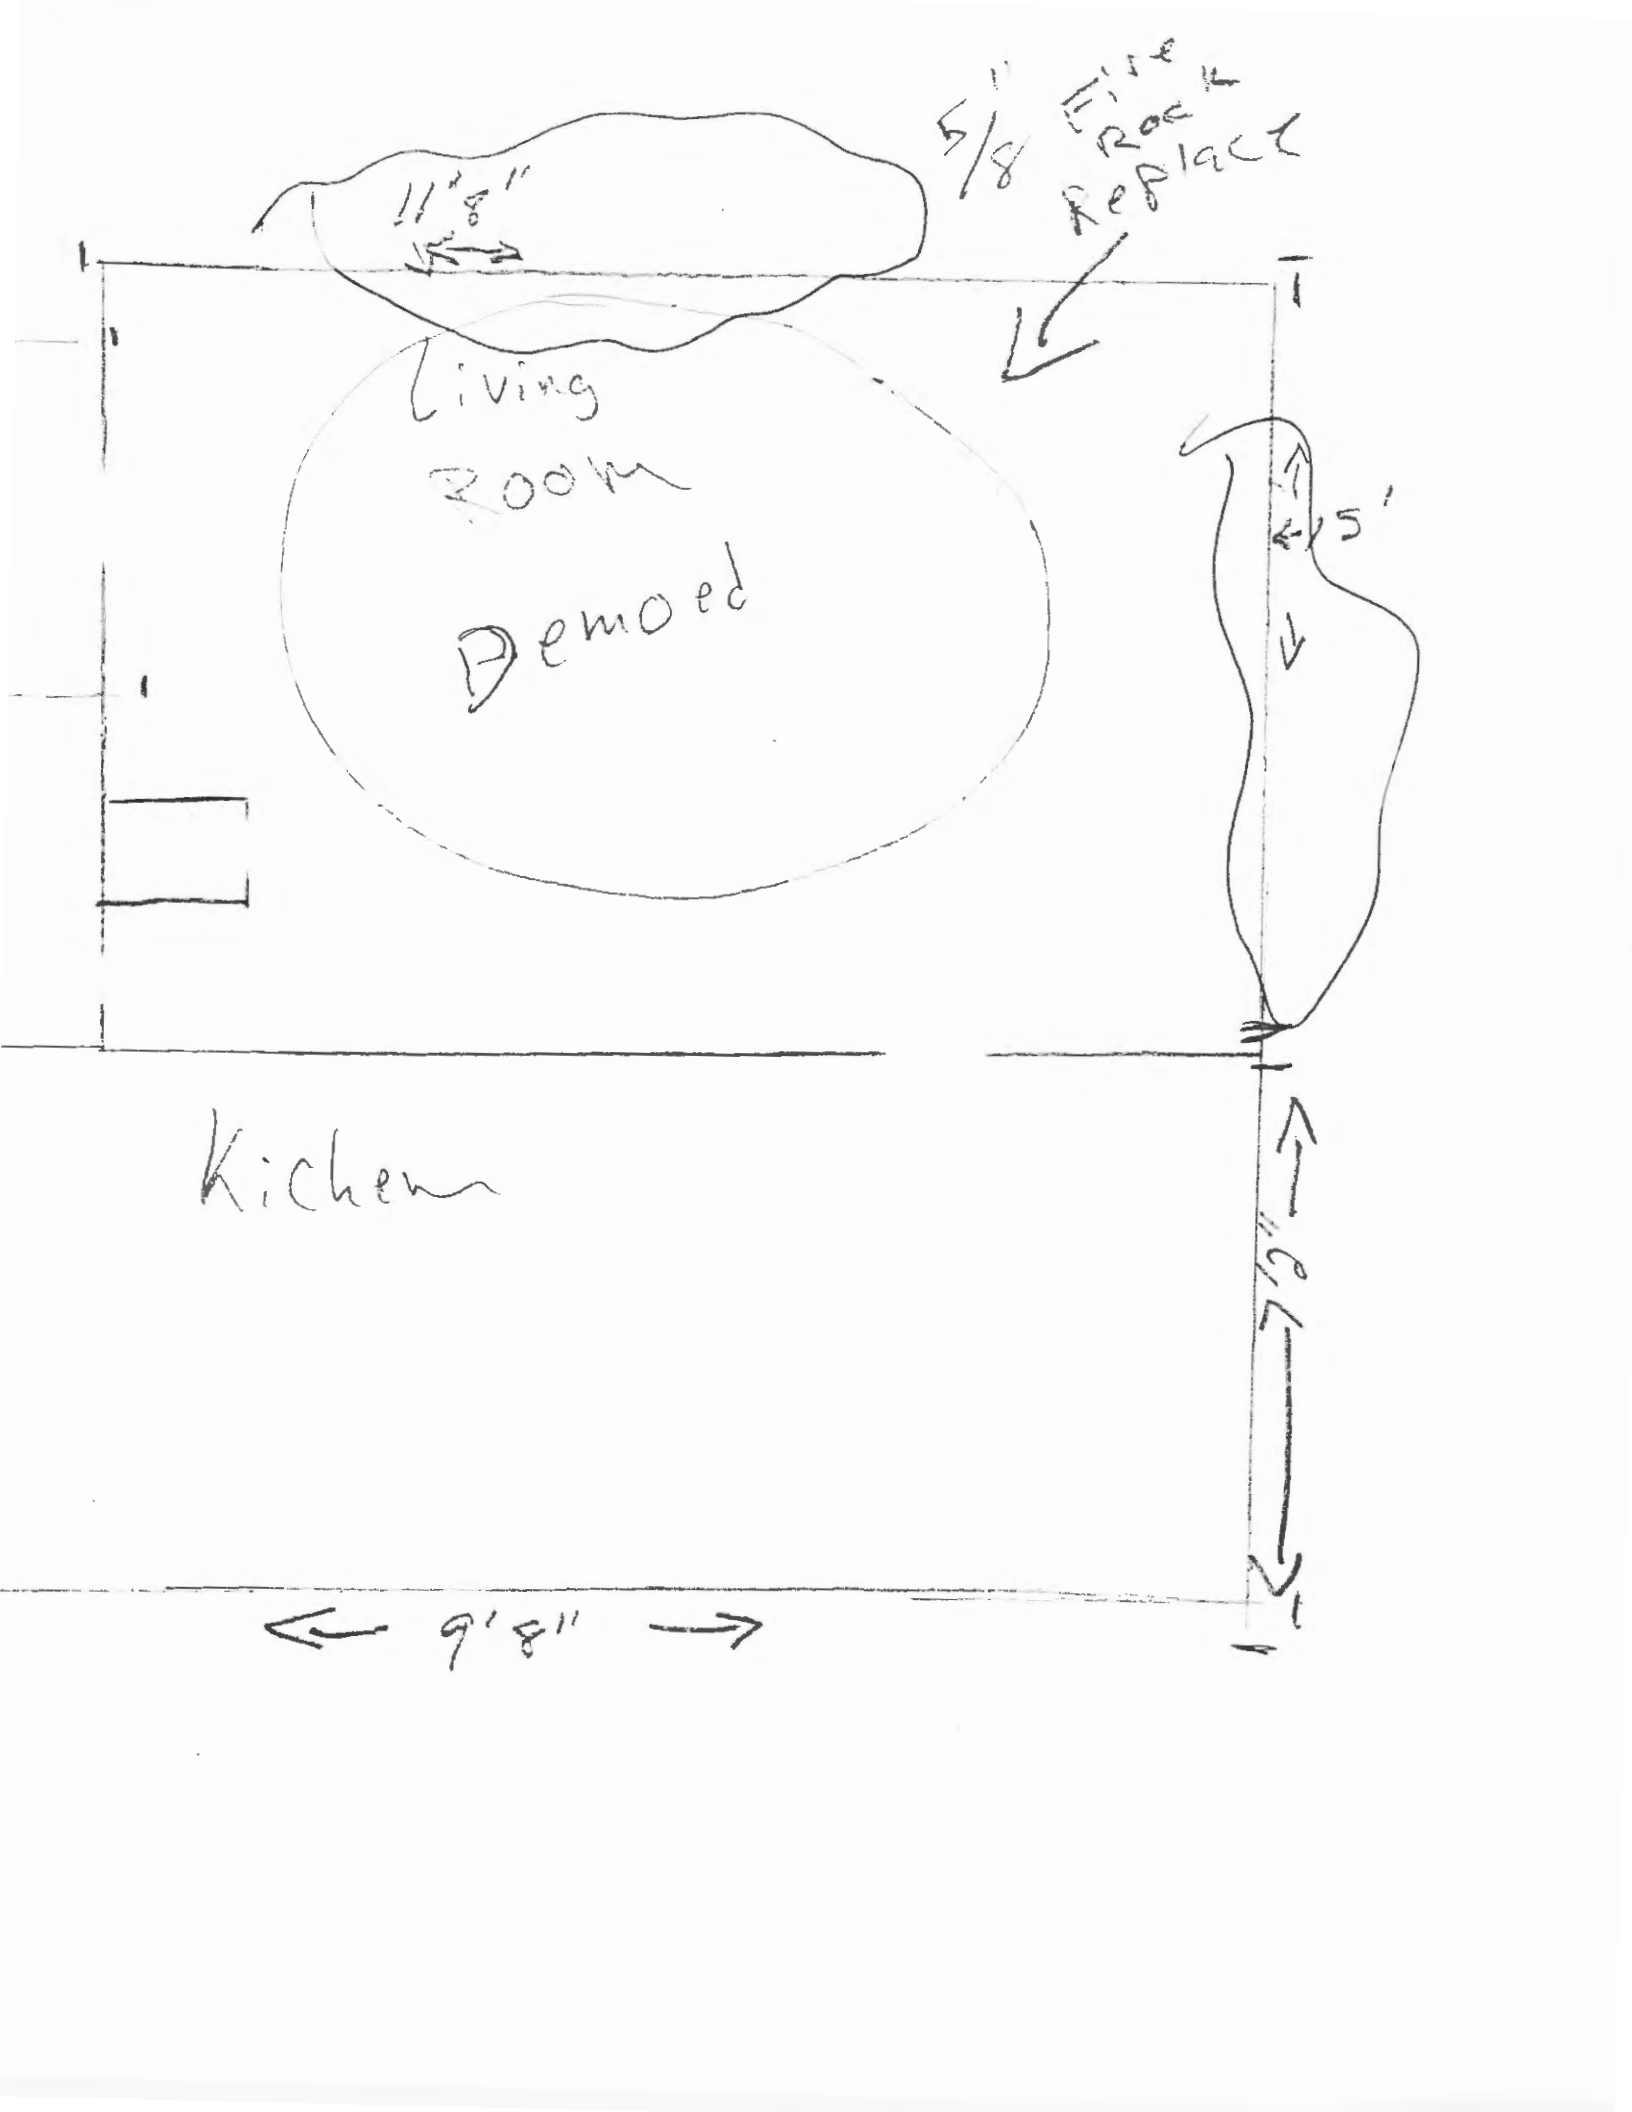 5/8" Fire
Rock
Replace
11'8"
Living
Room
Demoed
15'
Kichen
9'8"